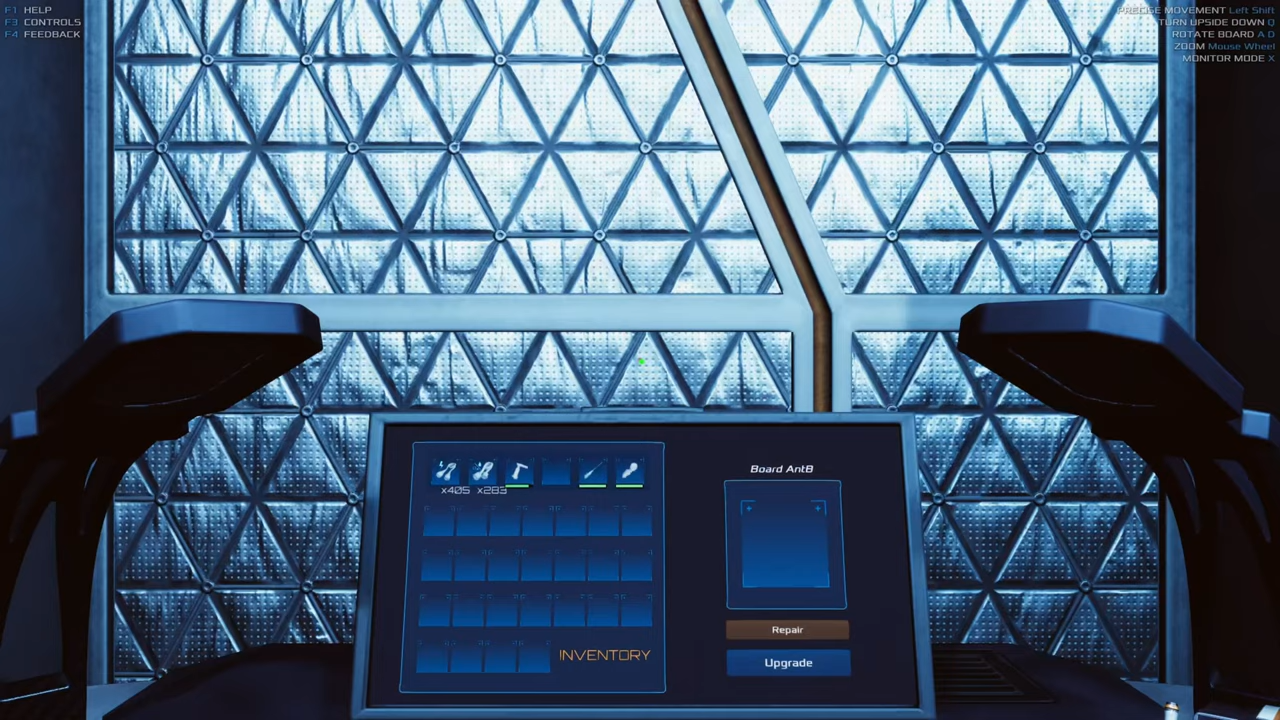 F1 HELP
F3 CONTROLS
F4 FEEDBACK
PRECISE MOVEMENT Left Shift
TURN UPSIDE DOWN Q
ROTATE BOARD A D
ZOOM Mouse Wheel
MONITOR MODE X
x405 x283
INVENTORY
Board AntB
Repair
Upgrade